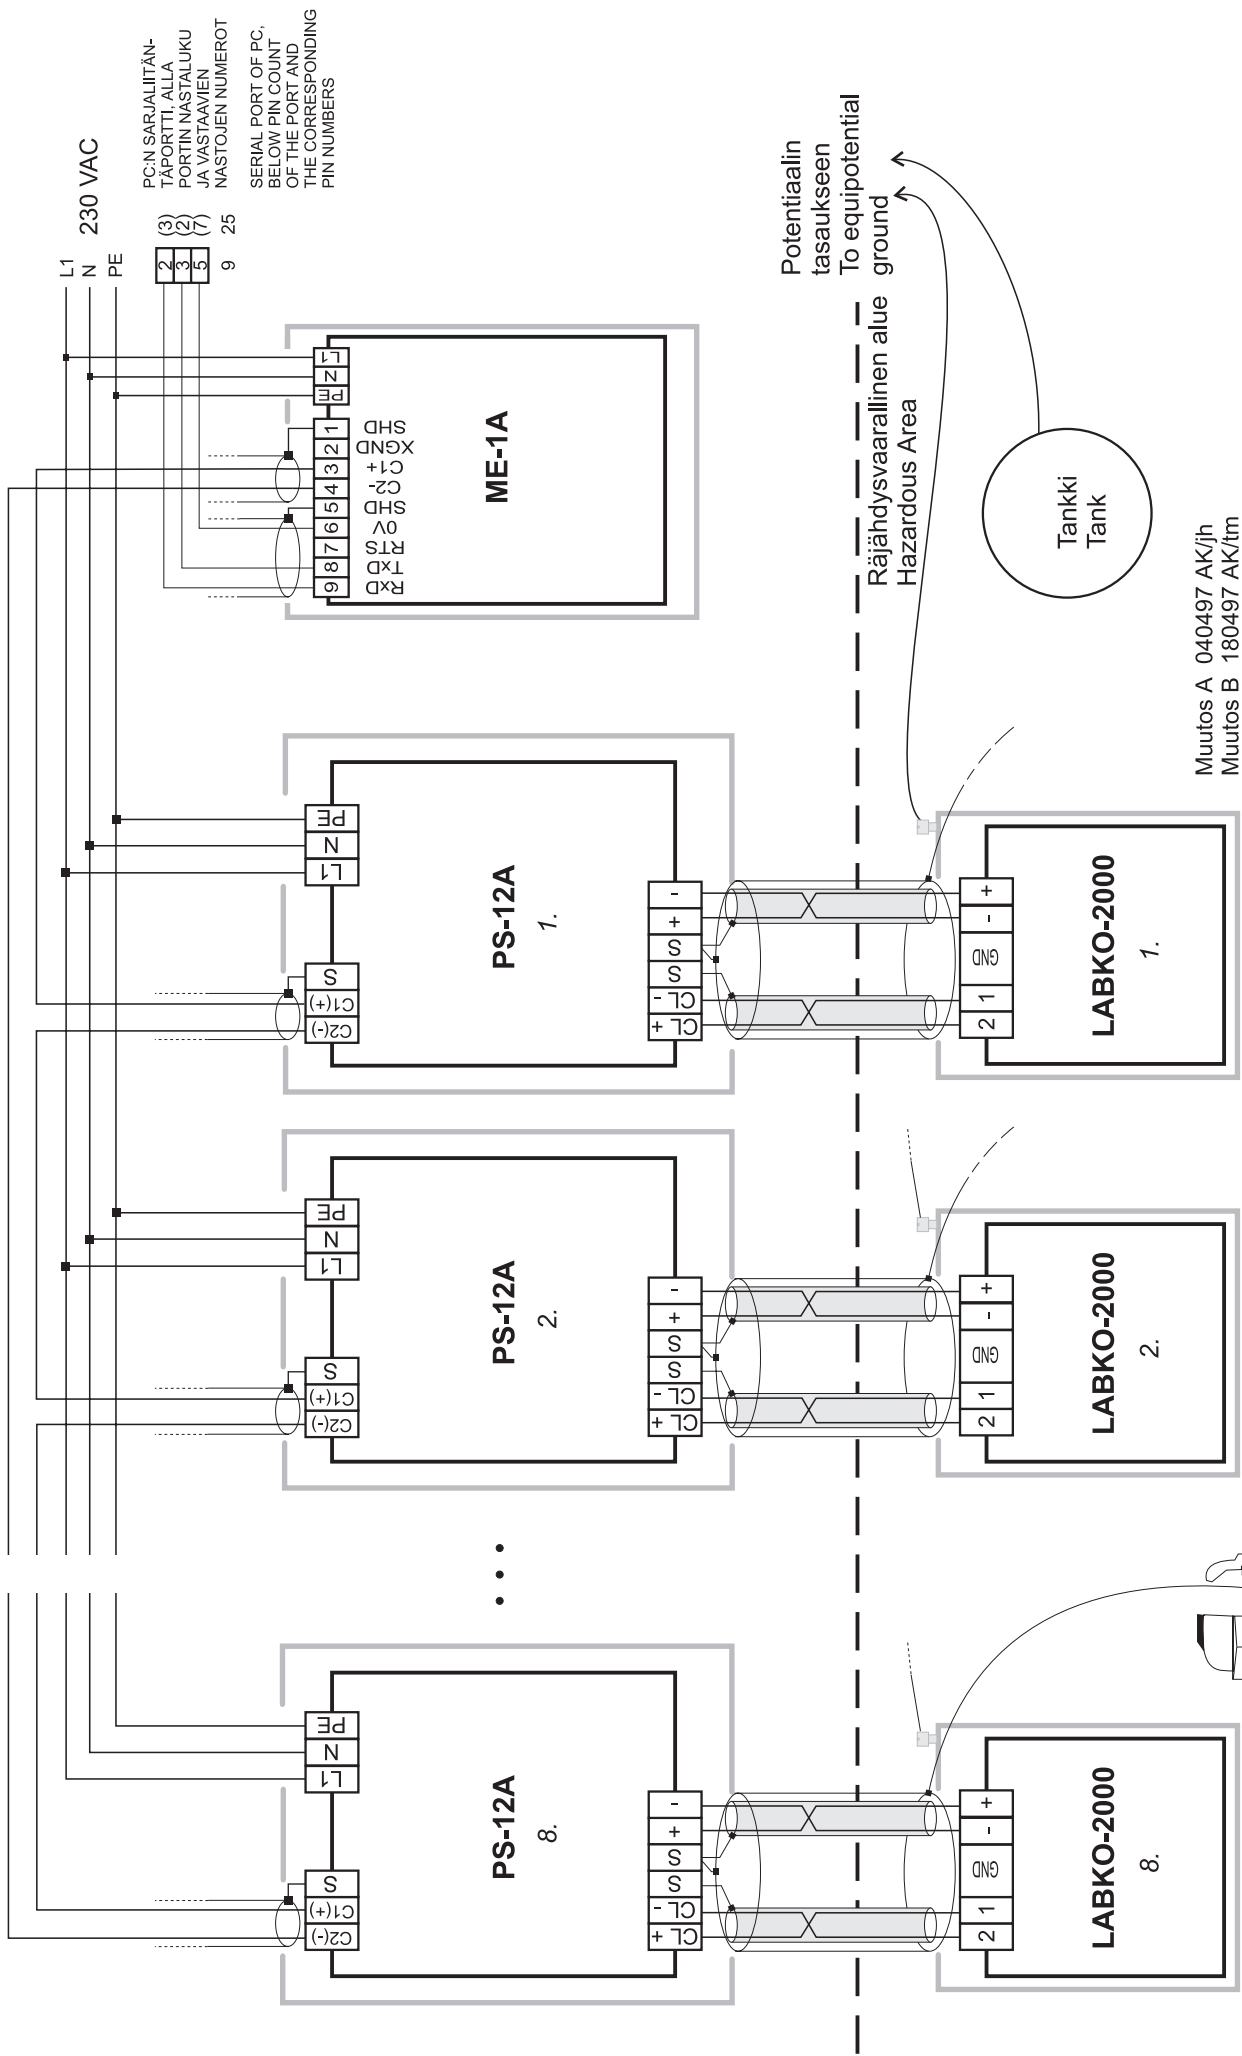 L1
N
PE
230 VAC
PC:N SARJALIITÄN-
TÄPORTTI, ALLA
PORTIN NASTALUKU
JA VASTAAVIEN
NASTOJEN NUMEROT
SERIAL PORT OF PC,
BELOW PIN COUNT
OF THE PORT AND
THE CORRESPONDING
PIN NUMBERS
2 (3)
3 (2)
5 (7)
9 25
PS-12A
8.
C2(-)
C1(+)
S
L1
N
PE
CL +
CL -
S
S
+
-
PS-12A
2.
C2(-)
C1(+)
S
L1
N
PE
CL +
CL -
S
S
+
-
PS-12A
1.
C2(-)
C1(+)
S
L1
N
PE
CL +
CL -
S
S
+
-
ME-1A
9 RxD
8 TxD
7 RTS
6 0V
5 SHD
4 C2-
3 C1+
2 XGND
1 SHD
PE
N
L1
Potentiaalin
tasaukseen
To equipotential
ground
Räjähdysvaarallinen alue
Hazardous Area
Tankki
Tank
LABKO-2000
8.
2
1
GND
-
+
LABKO-2000
2.
2
1
GND
-
+
LABKO-2000
1.
2
1
GND
-
+
Muutos A 040497 AK/jh
Muutos B 180497 AK/tm